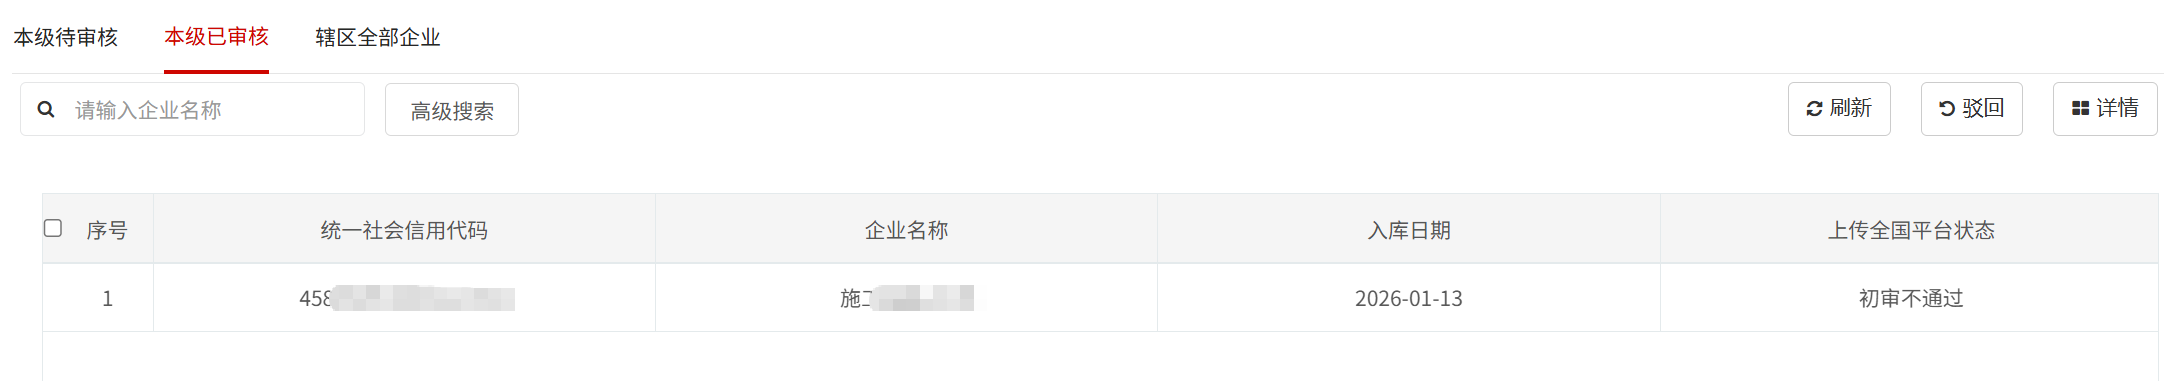 本级待审核 本级已审核 辖区全部企业
请输入企业名称 高级搜索 刷新 驳回 详情
序号 统一社会信用代码 企业名称 入库日期 上传全国平台状态
1 458 施工 2026-01-13 初审不通过